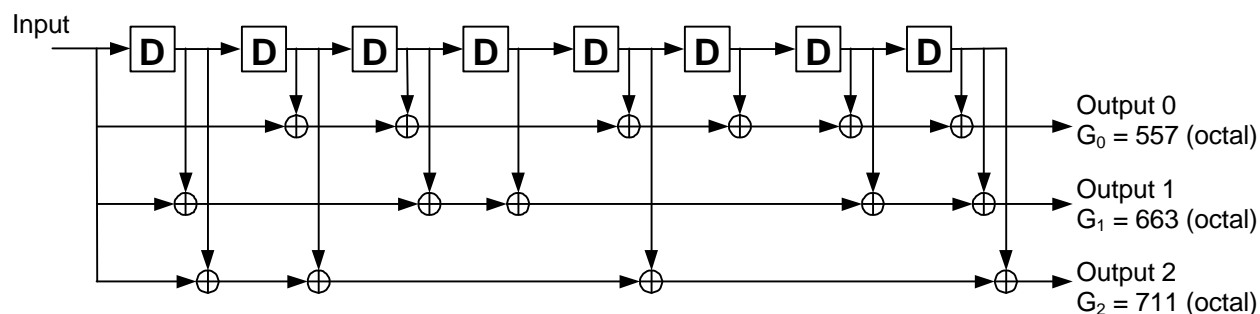 Input
D D D D D D D D
Output 0
G₀ = 557 (octal)
Output 1
G₁ = 663 (octal)
Output 2
G₂ = 711 (octal)